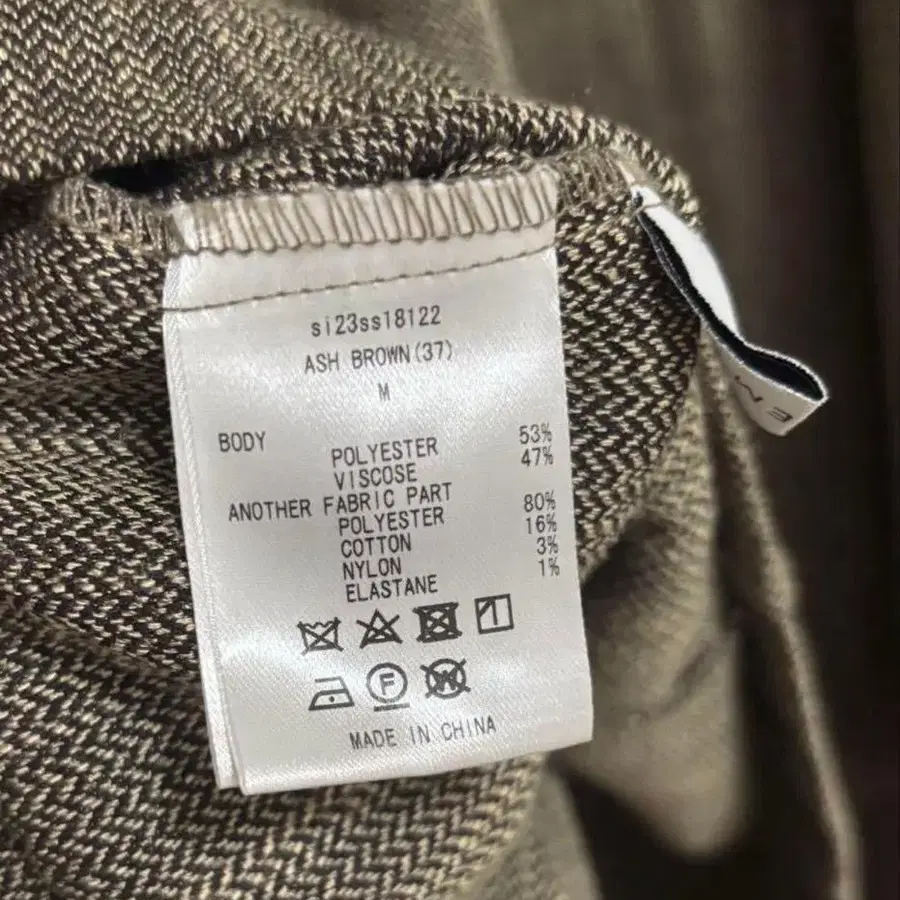 si23ss18122
ASH BROWN(37)
M
BODY
POLYESTER 53%
VISCOSE 47%
ANOTHER FABRIC PART
POLYESTER 80%
COTTON 16%
NYLON 3%
ELASTANE 1%
F
W
MADE IN CHINA